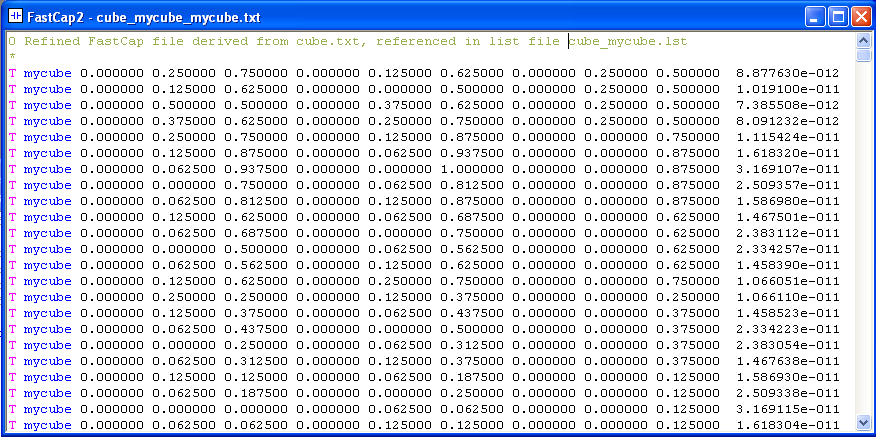 FastCap2 - cube_mycube_mycube.txt
0 Refined FastCap file derived from cube.txt, referenced in list file cube_mycube.lst
*
T mycube 0.000000 0.250000 0.750000 0.000000 0.125000 0.625000 0.000000 0.250000 0.500000 8.877630e-012
T mycube 0.000000 0.125000 0.625000 0.000000 0.000000 0.500000 0.000000 0.250000 0.500000 1.019100e-011
T mycube 0.000000 0.500000 0.500000 0.000000 0.375000 0.625000 0.000000 0.250000 0.500000 7.385508e-012
T mycube 0.000000 0.375000 0.625000 0.000000 0.250000 0.750000 0.000000 0.250000 0.500000 8.091232e-012
T mycube 0.000000 0.250000 0.750000 0.000000 0.125000 0.875000 0.000000 0.000000 0.750000 1.115424e-011
T mycube 0.000000 0.125000 0.875000 0.000000 0.062500 0.937500 0.000000 0.000000 0.875000 1.618320e-011
T mycube 0.000000 0.062500 0.937500 0.000000 0.000000 1.000000 0.000000 0.000000 0.875000 3.169107e-011
T mycube 0.000000 0.000000 0.750000 0.000000 0.062500 0.812500 0.000000 0.000000 0.875000 2.509357e-011
T mycube 0.000000 0.062500 0.812500 0.000000 0.125000 0.875000 0.000000 0.000000 0.875000 1.586980e-011
T mycube 0.000000 0.125000 0.625000 0.000000 0.062500 0.687500 0.000000 0.000000 0.625000 1.467501e-011
T mycube 0.000000 0.062500 0.687500 0.000000 0.000000 0.750000 0.000000 0.000000 0.625000 2.383112e-011
T mycube 0.000000 0.000000 0.500000 0.000000 0.062500 0.562500 0.000000 0.000000 0.625000 2.334257e-011
T mycube 0.000000 0.062500 0.562500 0.000000 0.125000 0.625000 0.000000 0.000000 0.625000 1.458390e-011
T mycube 0.000000 0.125000 0.625000 0.000000 0.250000 0.750000 0.000000 0.000000 0.750000 1.066051e-011
T mycube 0.000000 0.250000 0.250000 0.000000 0.125000 0.375000 0.000000 0.000000 0.250000 1.066110e-011
T mycube 0.000000 0.125000 0.375000 0.000000 0.062500 0.437500 0.000000 0.000000 0.375000 1.458523e-011
T mycube 0.000000 0.062500 0.437500 0.000000 0.000000 0.500000 0.000000 0.000000 0.375000 2.334223e-011
T mycube 0.000000 0.000000 0.250000 0.000000 0.062500 0.312500 0.000000 0.000000 0.375000 2.383054e-011
T mycube 0.000000 0.062500 0.312500 0.000000 0.125000 0.375000 0.000000 0.000000 0.375000 1.467638e-011
T mycube 0.000000 0.125000 0.125000 0.000000 0.062500 0.187500 0.000000 0.000000 0.125000 1.586930e-011
T mycube 0.000000 0.062500 0.187500 0.000000 0.000000 0.250000 0.000000 0.000000 0.125000 2.509338e-011
T mycube 0.000000 0.000000 0.000000 0.000000 0.062500 0.062500 0.000000 0.000000 0.125000 3.169115e-011
T mycube 0.000000 0.062500 0.062500 0.000000 0.125000 0.125000 0.000000 0.000000 0.125000 1.618304e-011